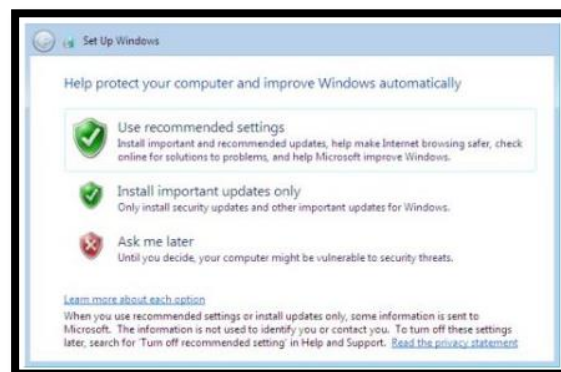 Set Up Windows
Help protect your computer and improve Windows automatically
Use recommended settings
Install important and recommended updates, help make Internet browsing safer, check
online for solutions to problems, and help Microsoft improve Windows.
Install important updates only
Only install security updates and other important updates for Windows.
Ask me later
Until you decide, your computer might be vulnerable to security threats.
Learn more about each option
When you use recommended settings or install updates only, some information is sent to
Microsoft. The information is not used to identify you or contact you. To turn off these settings
later, search for 'Turn off recommended setting' in Help and Support. Read the privacy statement